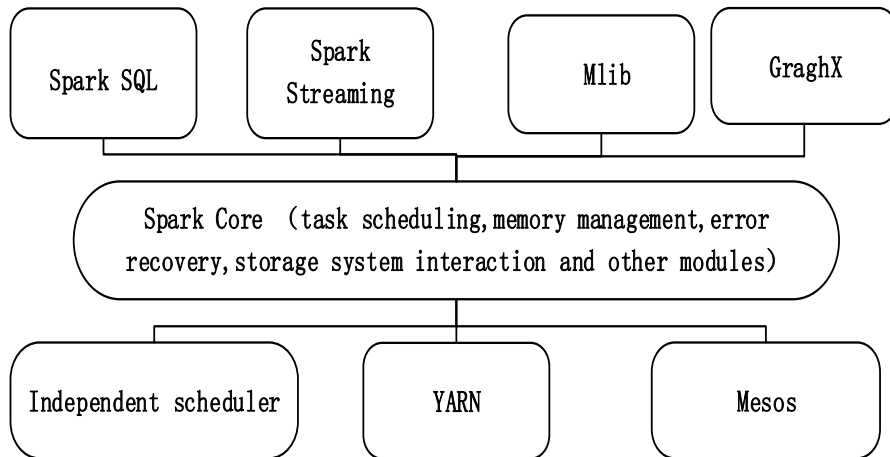 Spark SQL
Spark
Streaming
Mlib
GraghX
Spark Core （task scheduling,memory management,error
recovery,storage system interaction and other modules）
Independent scheduler
YARN
Mesos